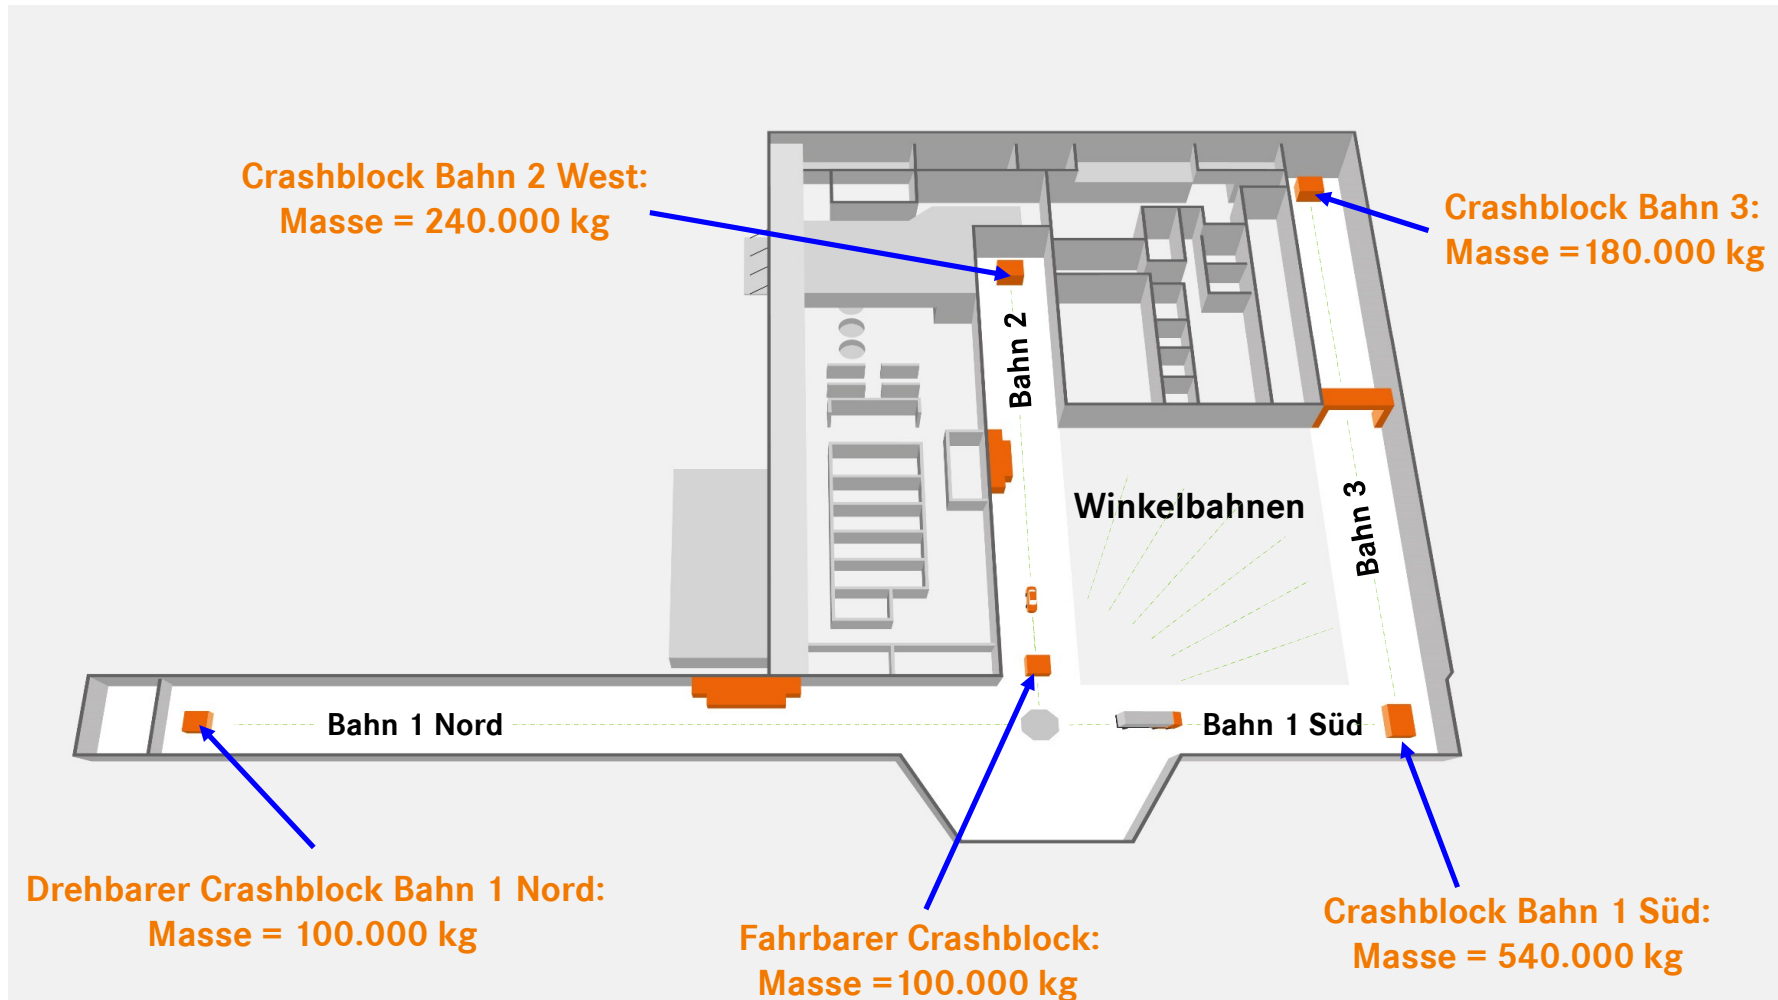 Crashblock Bahn 2 West:
Masse = 240.000 kg
Crashblock Bahn 3:
Masse =180.000 kg
Bahn 2
Winkelbahnen
Bahn 3
Bahn 1 Nord
Bahn 1 Süd
Drehbarer Crashblock Bahn 1 Nord:
Masse = 100.000 kg
Fahrbarer Crashblock:
Masse =100.000 kg
Crashblock Bahn 1 Süd:
Masse = 540.000 kg